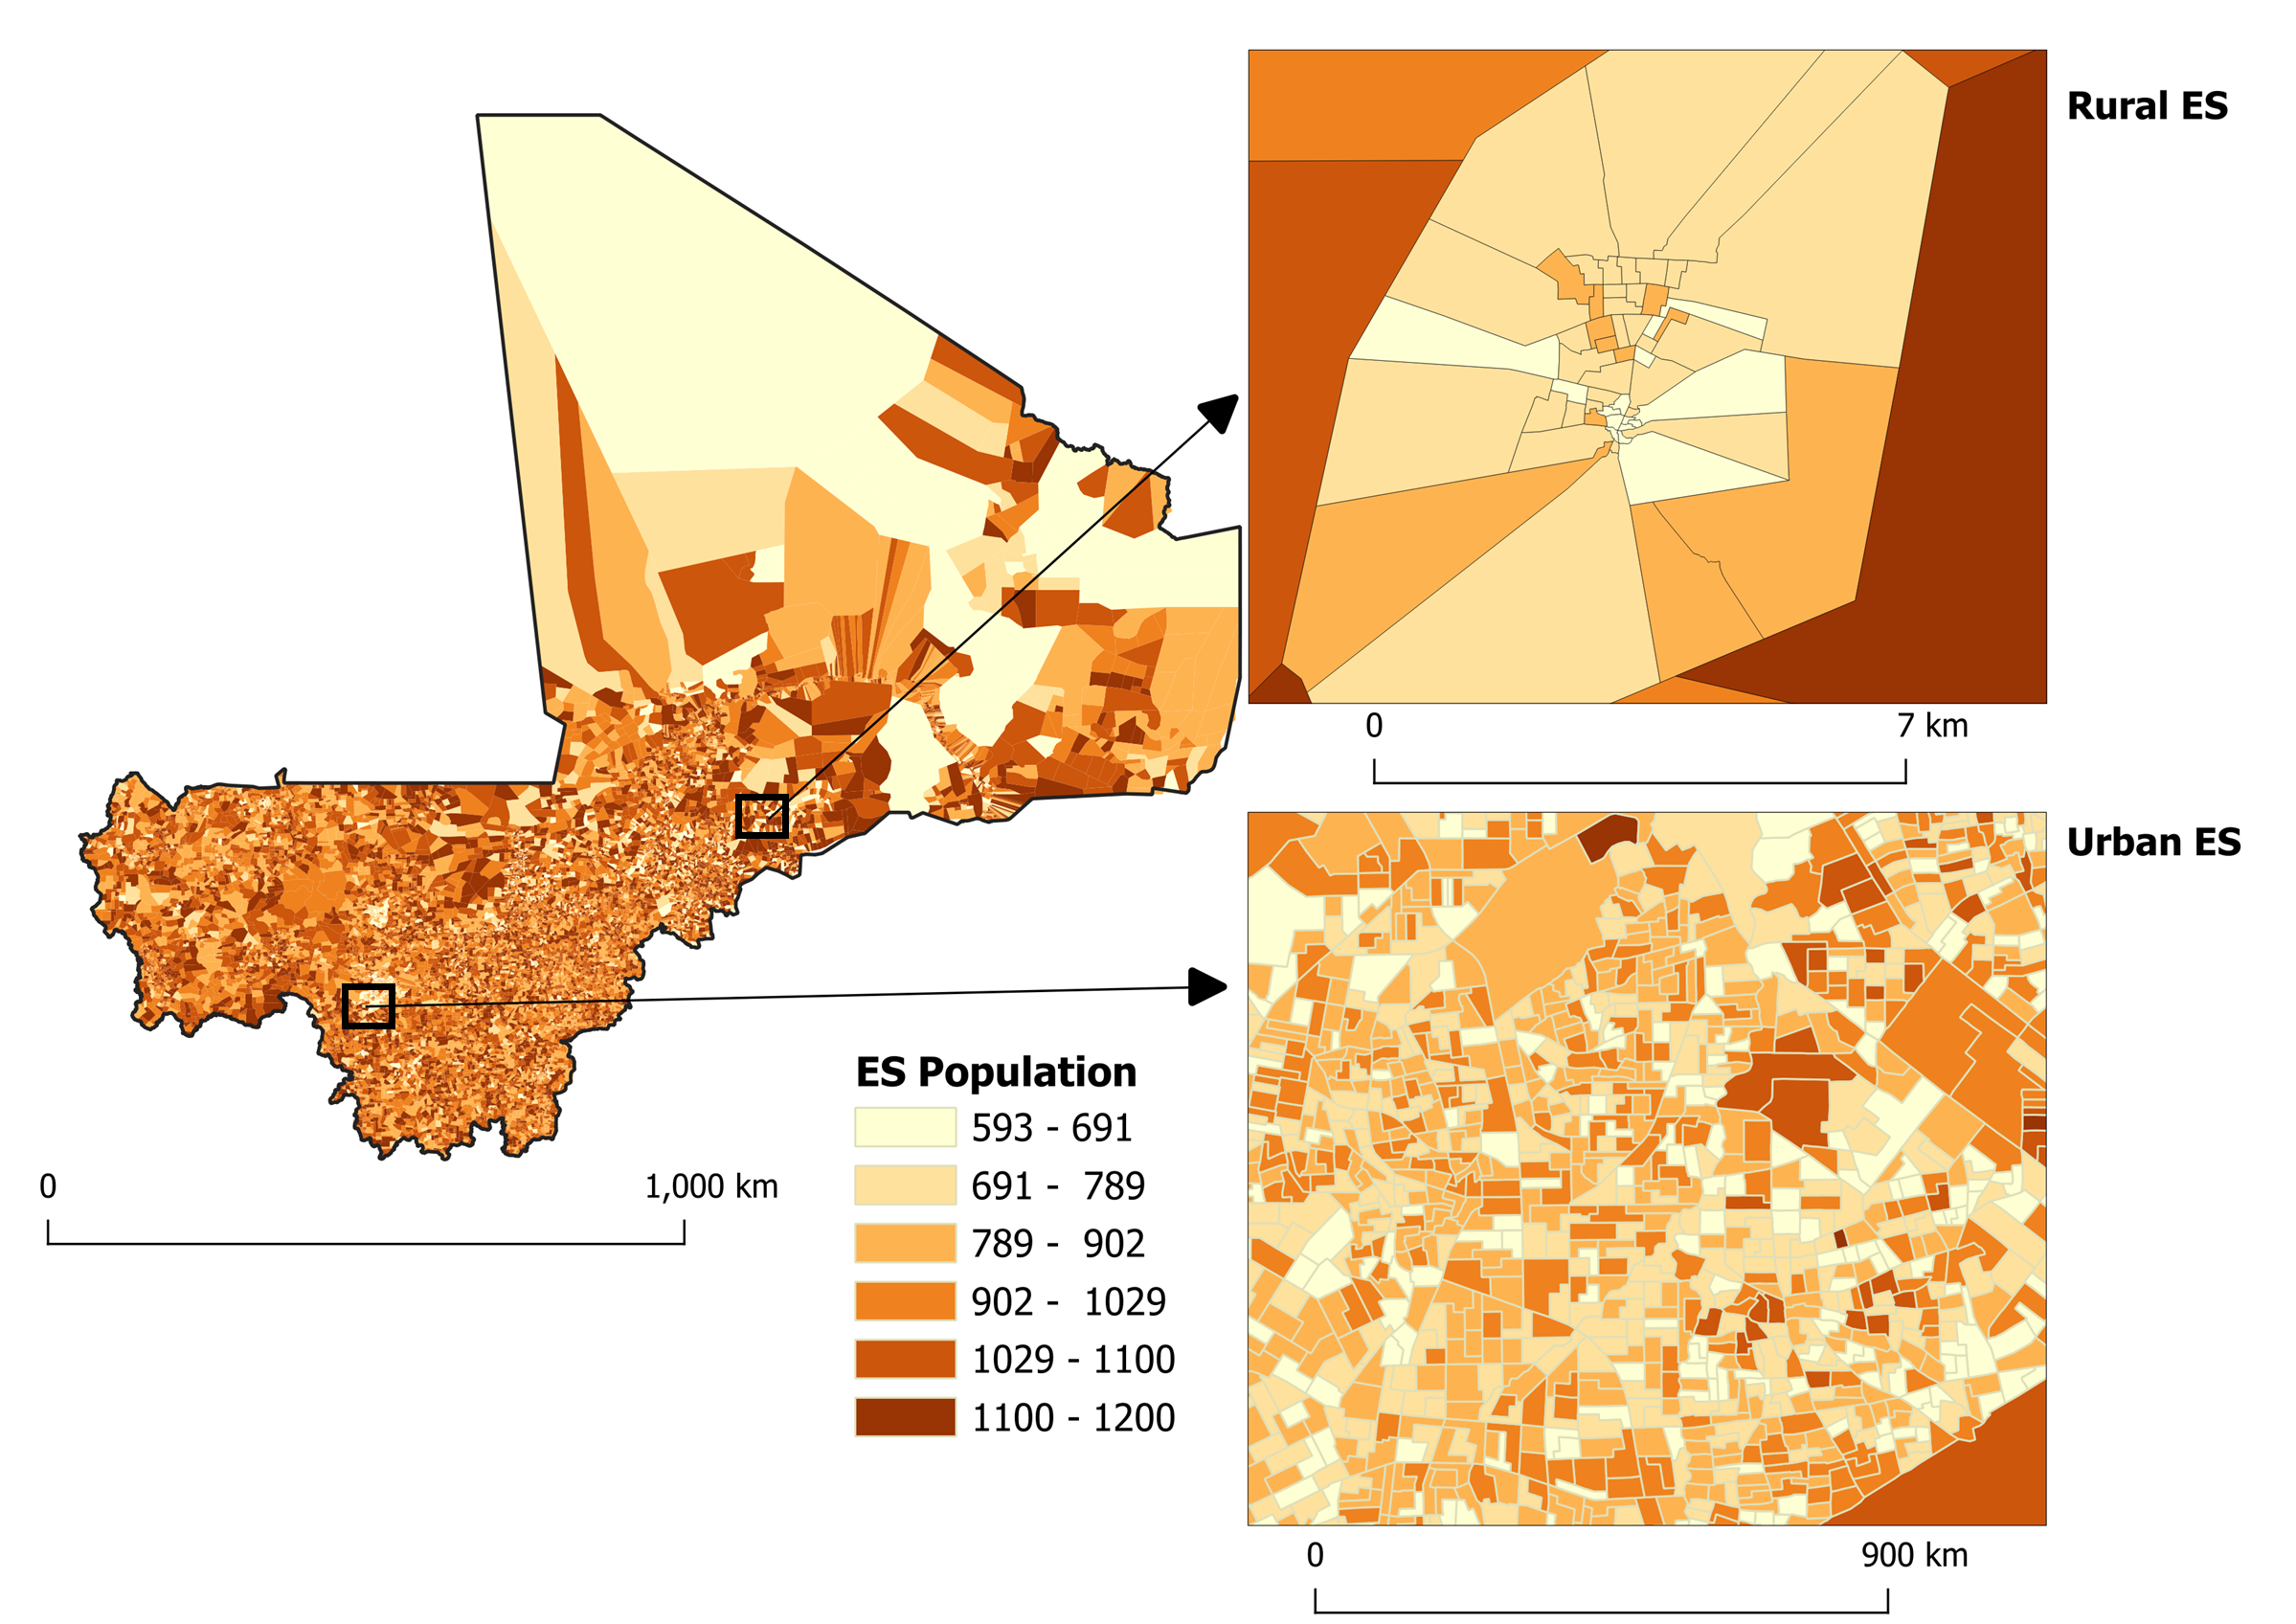 Rural ES
0 7 km
Urban ES
ES Population
593 - 691
691 - 789
789 - 902
902 - 1029
1029 - 1100
1100 - 1200
0 1,000 km
0 900 km